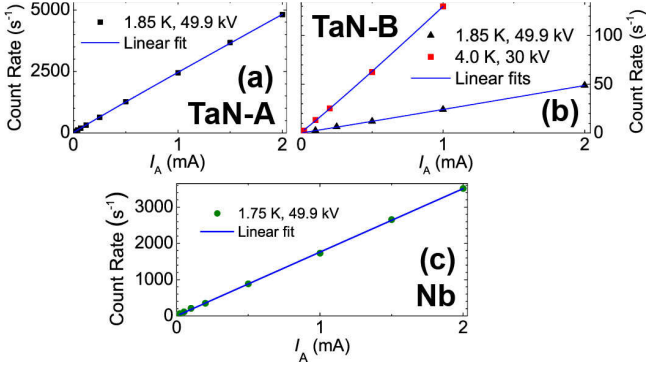 5000
2500
0
Count Rate (s⁻¹)
1.85 K, 49.9 kV
Linear fit
(a)
TaN-A
0 1 2
I_A (mA)
TaN-B
1.85 K, 49.9 kV
4.0 K, 30 kV
Linear fits
(b)
100
50
0
Count Rate (s⁻¹)
0 1 2
I_A (mA)
3000
2000
1000
0
Count Rate (s⁻¹)
1.75 K, 49.9 kV
Linear fit
(c)
Nb
0 1 2
I_A (mA)